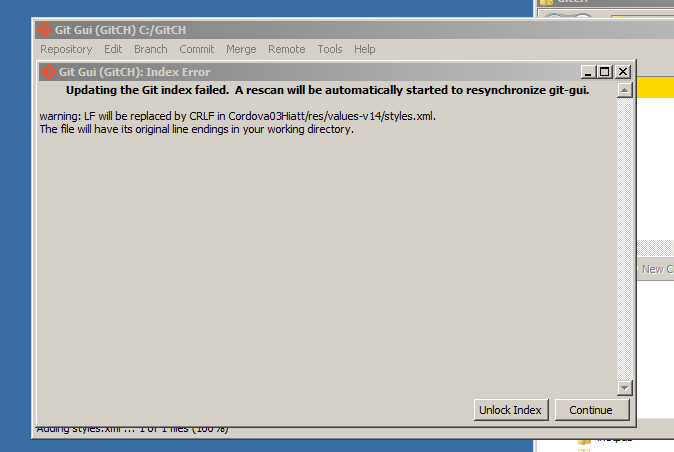 Git Gui (GitCH) C:/GitCH
Repository Edit Branch Commit Merge Remote Tools Help
Git Gui (GitCH): Index Error
Updating the Git index failed. A rescan will be automatically started to resynchronize git-gui.
warning: LF will be replaced by CRLF in Cordova03Hiatt/res/values-v14/styles.xml.
The file will have its original line endings in your working directory.
New C
Unlock Index Continue
Adding styles.xml ... 1 of 1 files (100%)